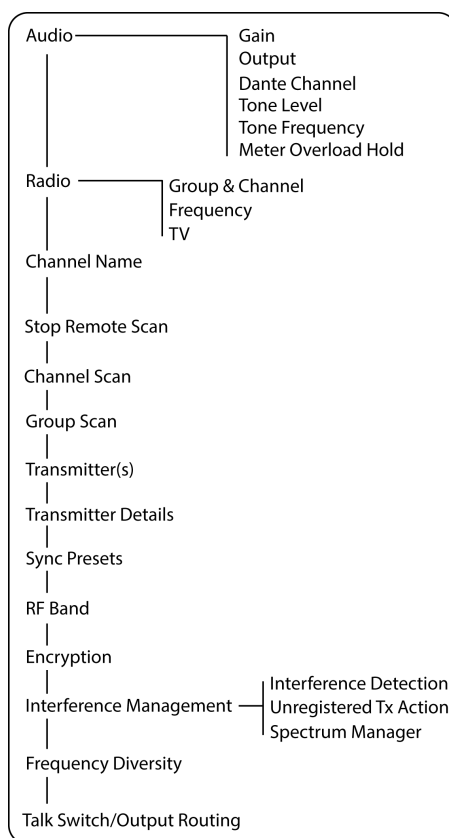 Audio
Gain
Output
Dante Channel
Tone Level
Tone Frequency
Meter Overload Hold
Radio
Group & Channel
Frequency
TV
Channel Name
Stop Remote Scan
Channel Scan
Group Scan
Transmitter(s)
Transmitter Details
Sync Presets
RF Band
Encryption
Interference Management
Interference Detection
Unregistered Tx Action
Spectrum Manager
Frequency Diversity
Talk Switch/Output Routing